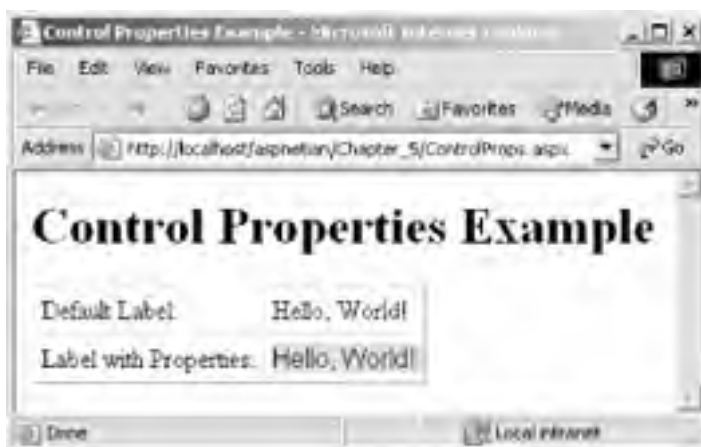 Control Properties Example - Microsoft Internet Explorer
File Edit View Favorites Tools Help
Search Favorites Media »
Address http://localhost/aspnetian/Chapter_5/ControlProps.aspx Go
Control Properties Example
Default Label Hello, World!
Label with Properties: Hello, World!
Done Local intranet